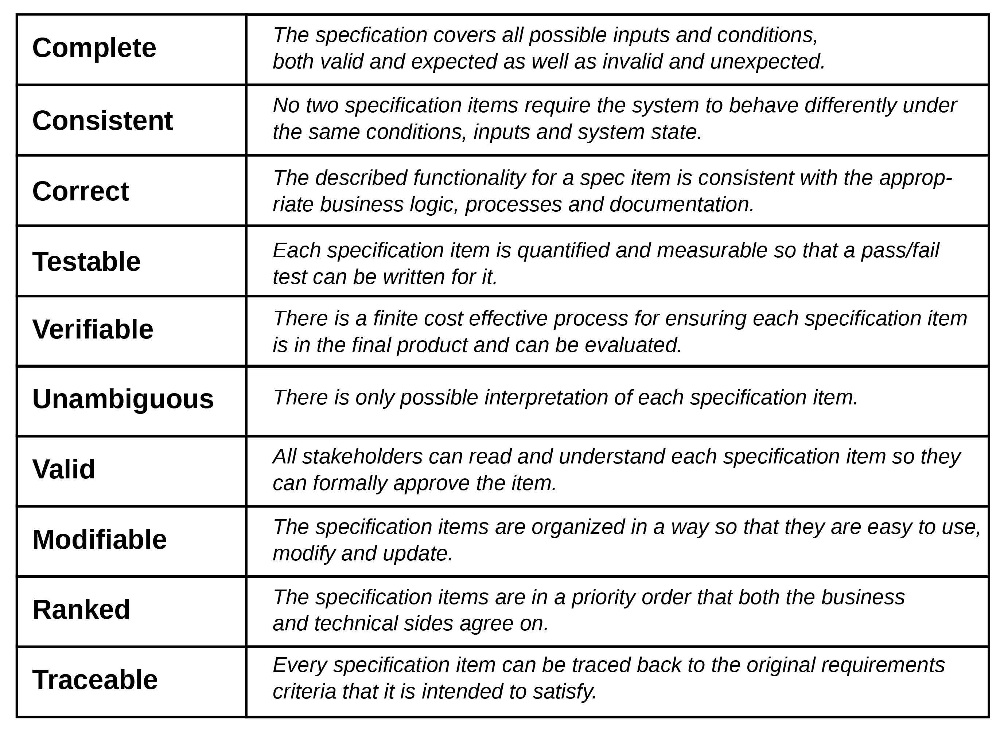 Complete
The specfication covers all possible inputs and conditions,
both valid and expected as well as invalid and unexpected.
Consistent
No two specification items require the system to behave differently under
the same conditions, inputs and system state.
Correct
The described functionality for a spec item is consistent with the approp-
riate business logic, processes and documentation.
Testable
Each specification item is quantified and measurable so that a pass/fail
test can be written for it.
Verifiable
There is a finite cost effective process for ensuring each specification item
is in the final product and can be evaluated.
Unambiguous
There is only possible interpretation of each specification item.
Valid
All stakeholders can read and understand each specification item so they
can formally approve the item.
Modifiable
The specification items are organized in a way so that they are easy to use,
modify and update.
Ranked
The specification items are in a priority order that both the business
and technical sides agree on.
Traceable
Every specification item can be traced back to the original requirements
criteria that it is intended to satisfy.